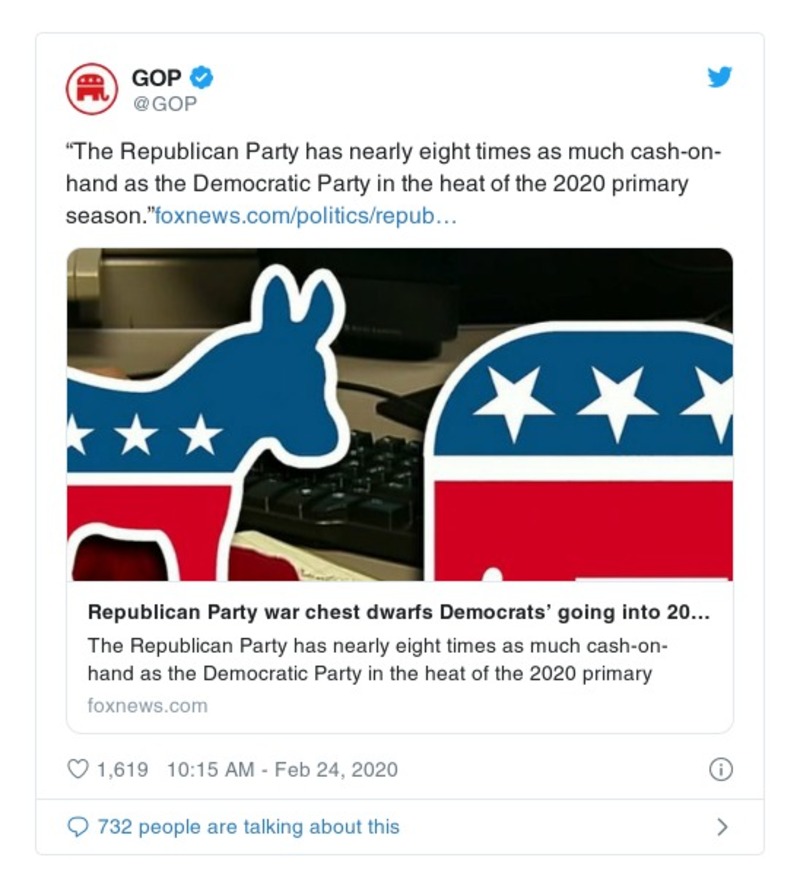 GOP
@GOP
“The Republican Party has nearly eight times as much cash-on-
hand as the Democratic Party in the heat of the 2020 primary
season.”foxnews.com/politics/repub…
Republican Party war chest dwarfs Democrats’ going into 20...
The Republican Party has nearly eight times as much cash-on-
hand as the Democratic Party in the heat of the 2020 primary
foxnews.com
1,619 10:15 AM - Feb 24, 2020
732 people are talking about this